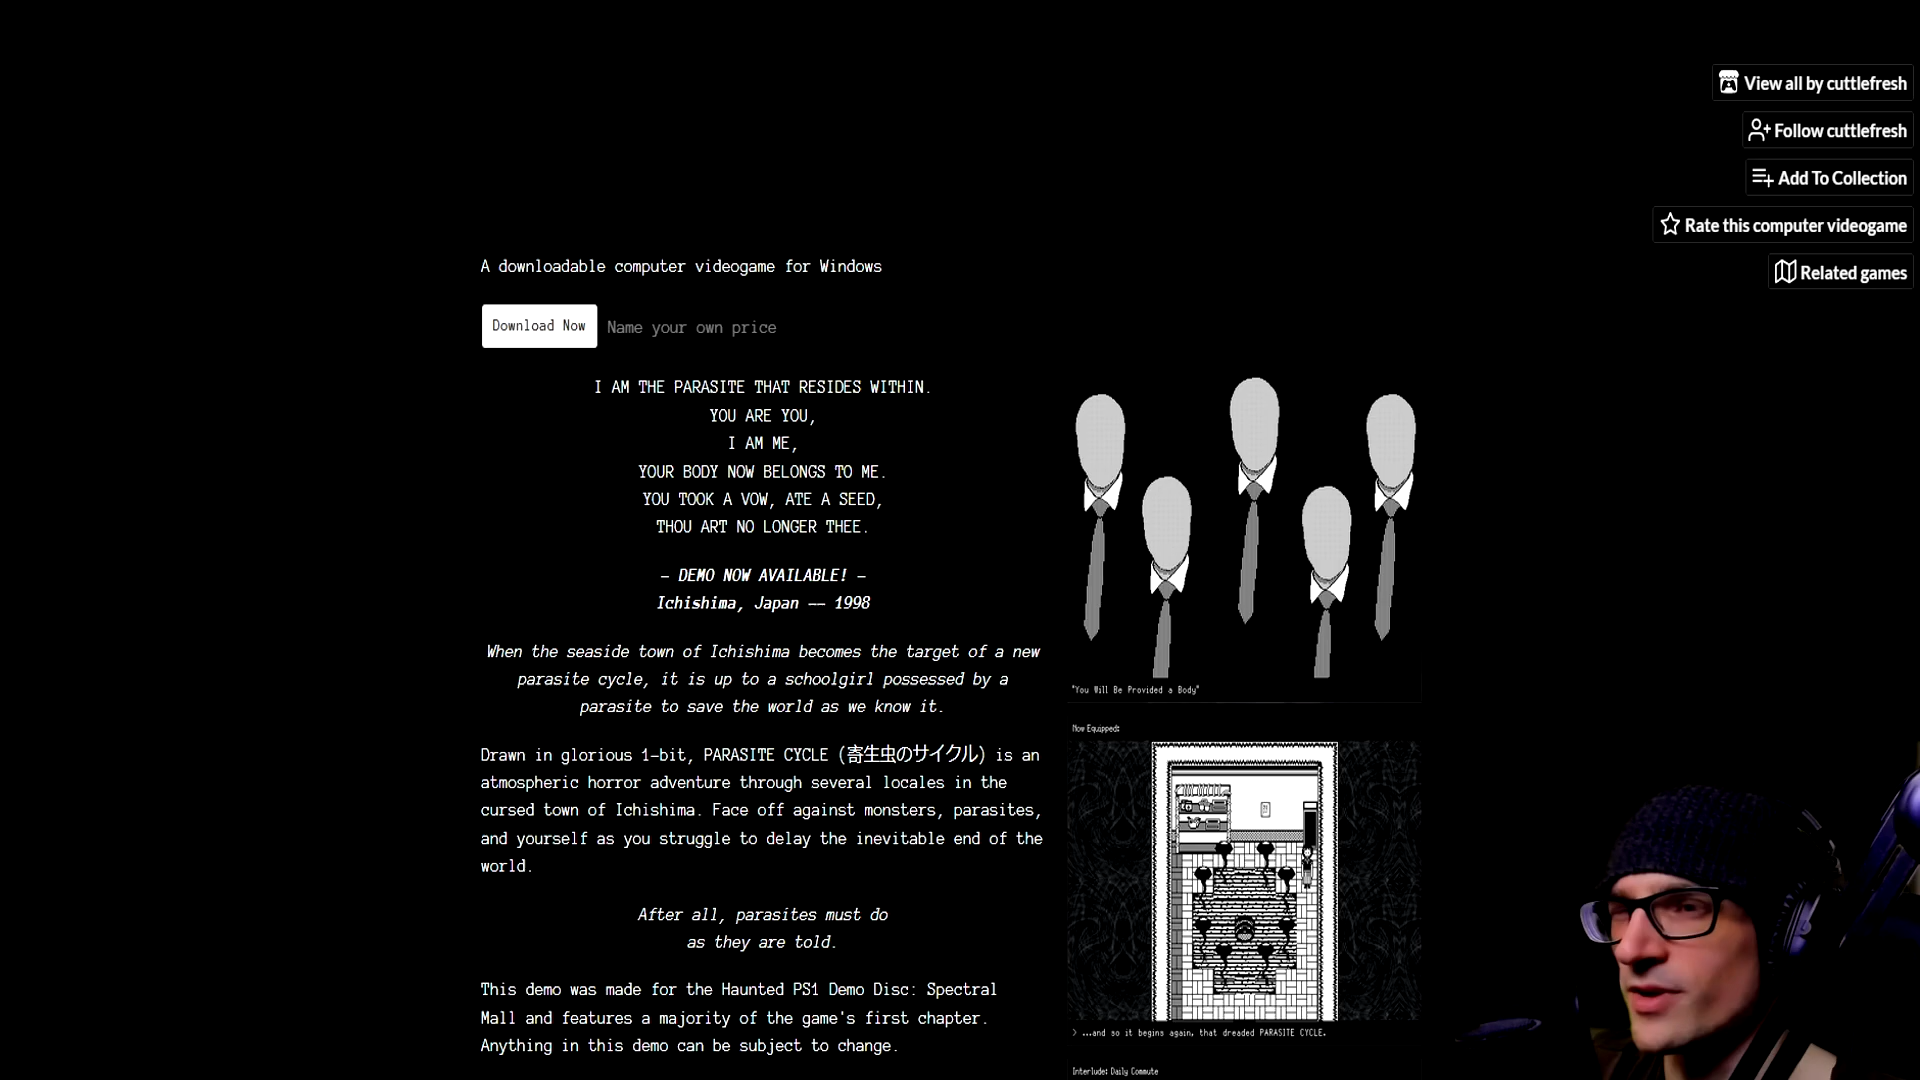 View all by cuttlefresh
Follow cuttlefresh
Add To Collection
Rate this computer videogame
Related games
A downloadable computer videogame for Windows
Download Now Name your own price
I AM THE PARASITE THAT RESIDES WITHIN.
YOU ARE YOU,
I AM ME,
YOUR BODY NOW BELONGS TO ME.
YOU TOOK A VOW, ATE A SEED,
THOU ART NO LONGER THEE.
— DEMO NOW AVAILABLE! —
Ichishima, Japan —— 1998
When the seaside town of Ichishima becomes the target of a new
parasite cycle, it is up to a schoolgirl possessed by a
parasite to save the world as we know it.
Drawn in glorious 1-bit, PARASITE CYCLE (寄生虫のサイクル) is an
atmospheric horror adventure through several locales in the
cursed town of Ichishima. Face off against monsters, parasites,
and yourself as you struggle to delay the inevitable end of the
world.
After all, parasites must do
as they are told.
This demo was made for the Haunted PS1 Demo Disc: Spectral
Mall and features a majority of the game's first chapter.
Anything in this demo can be subject to change.
"You Will Be Provided a Body"
Now Equipped:
> ...and so it begins again, that dreaded PARASITE CYCLE.
Interlude: Daily Commute